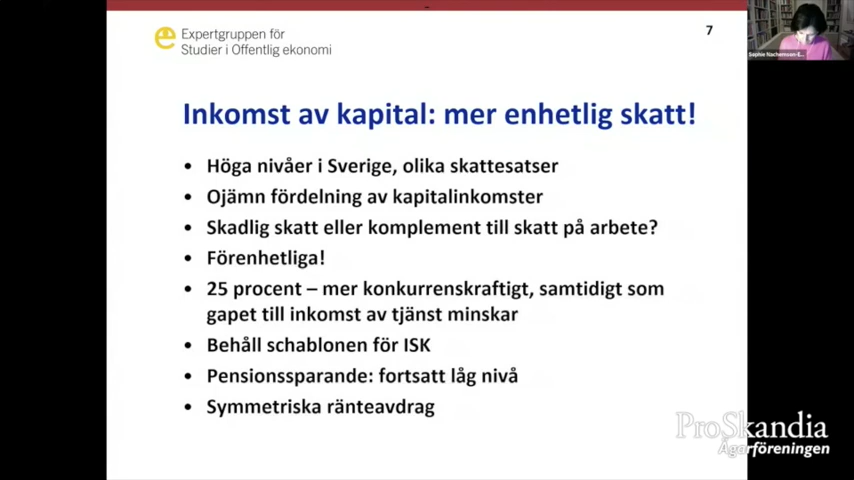 Expertgruppen för
Studier i Offentlig ekonomi
7
Inkomst av kapital: mer enhetlig skatt!
• Höga nivåer i Sverige, olika skattesatser
• Ojämn fördelning av kapitalinkomster
• Skadlig skatt eller komplement till skatt på arbete?
• Förenhetliga!
• 25 procent – mer konkurrenskraftigt, samtidigt som
gapet till inkomst av tjänst minskar
• Behåll schablonen för ISK
• Pensionssparande: fortsatt låg nivå
• Symmetriska ränteavdrag
ProSkandia
Ägarföreningen